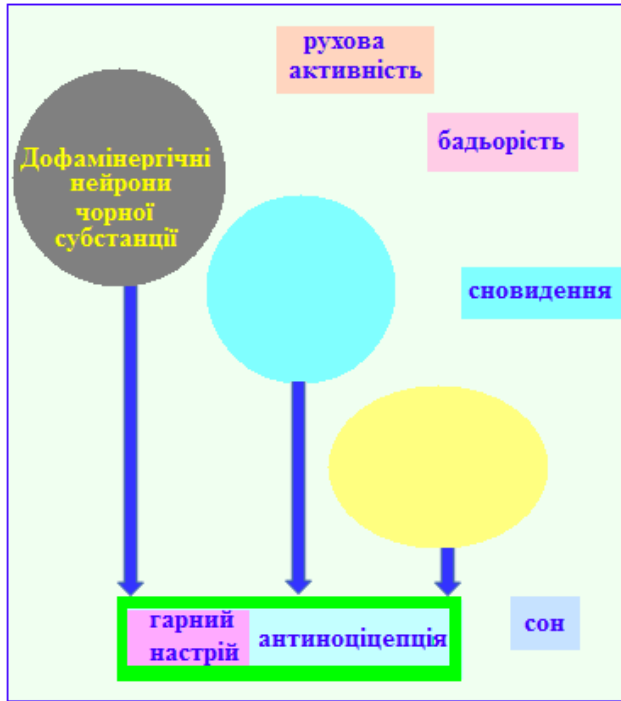 рухова
активність
бадьорість
Дофамінергічні
нейрони
чорної
субстанції
сновидення
гарний
настрій
антиноціцепція
сон